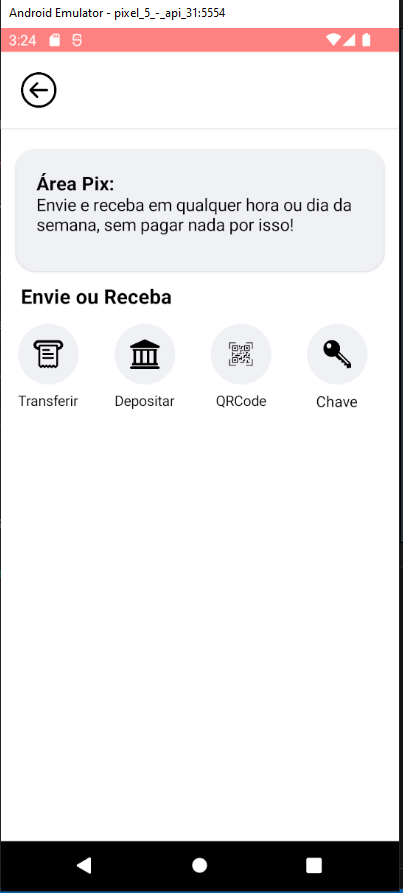 Android Emulator - pixel_5_-_api_31:5554
3:24
Área Pix:
Envie e receba em qualquer hora ou dia da
semana, sem pagar nada por isso!
Envie ou Receba
Transferir
Depositar
QRCode
Chave